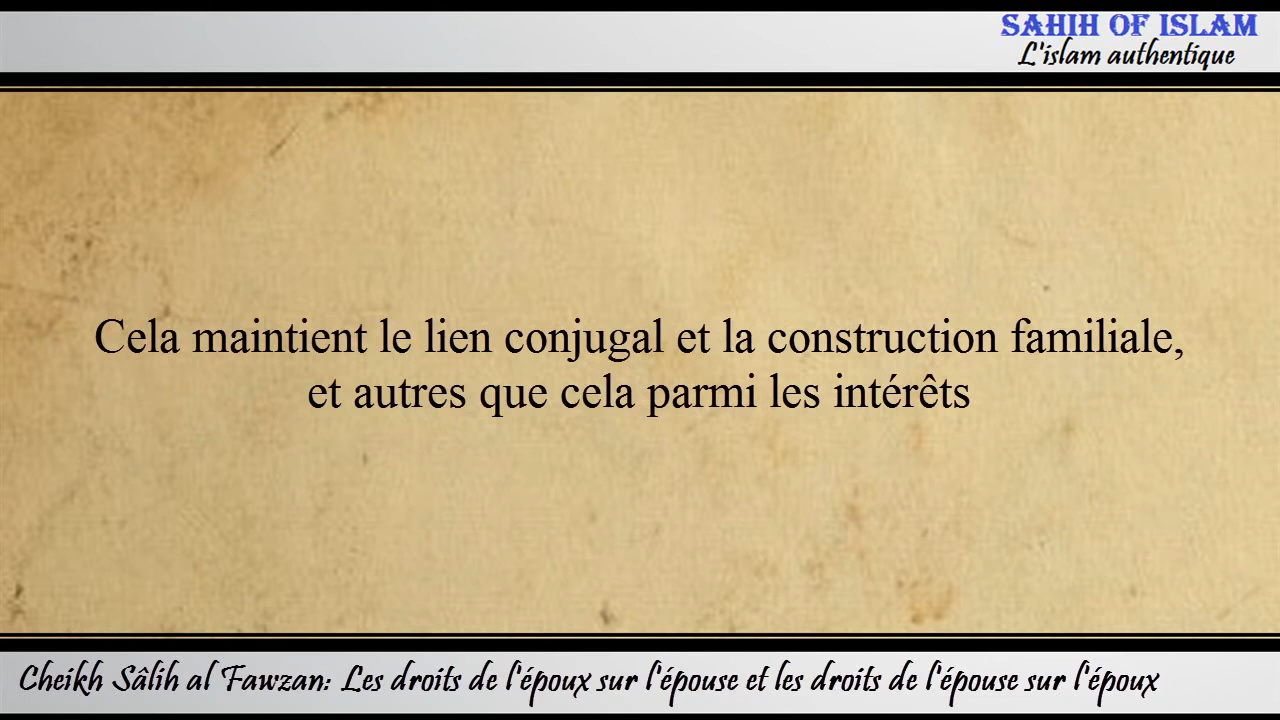 SAHIH OF ISLAM
L'islam authentique
Cela maintient le lien conjugal et la construction familiale,
et autres que cela parmi les intérêts
Cheikh Sâlih al Fawzan: Les droits de l'époux sur l'épouse et les droits de l'épouse sur l'époux